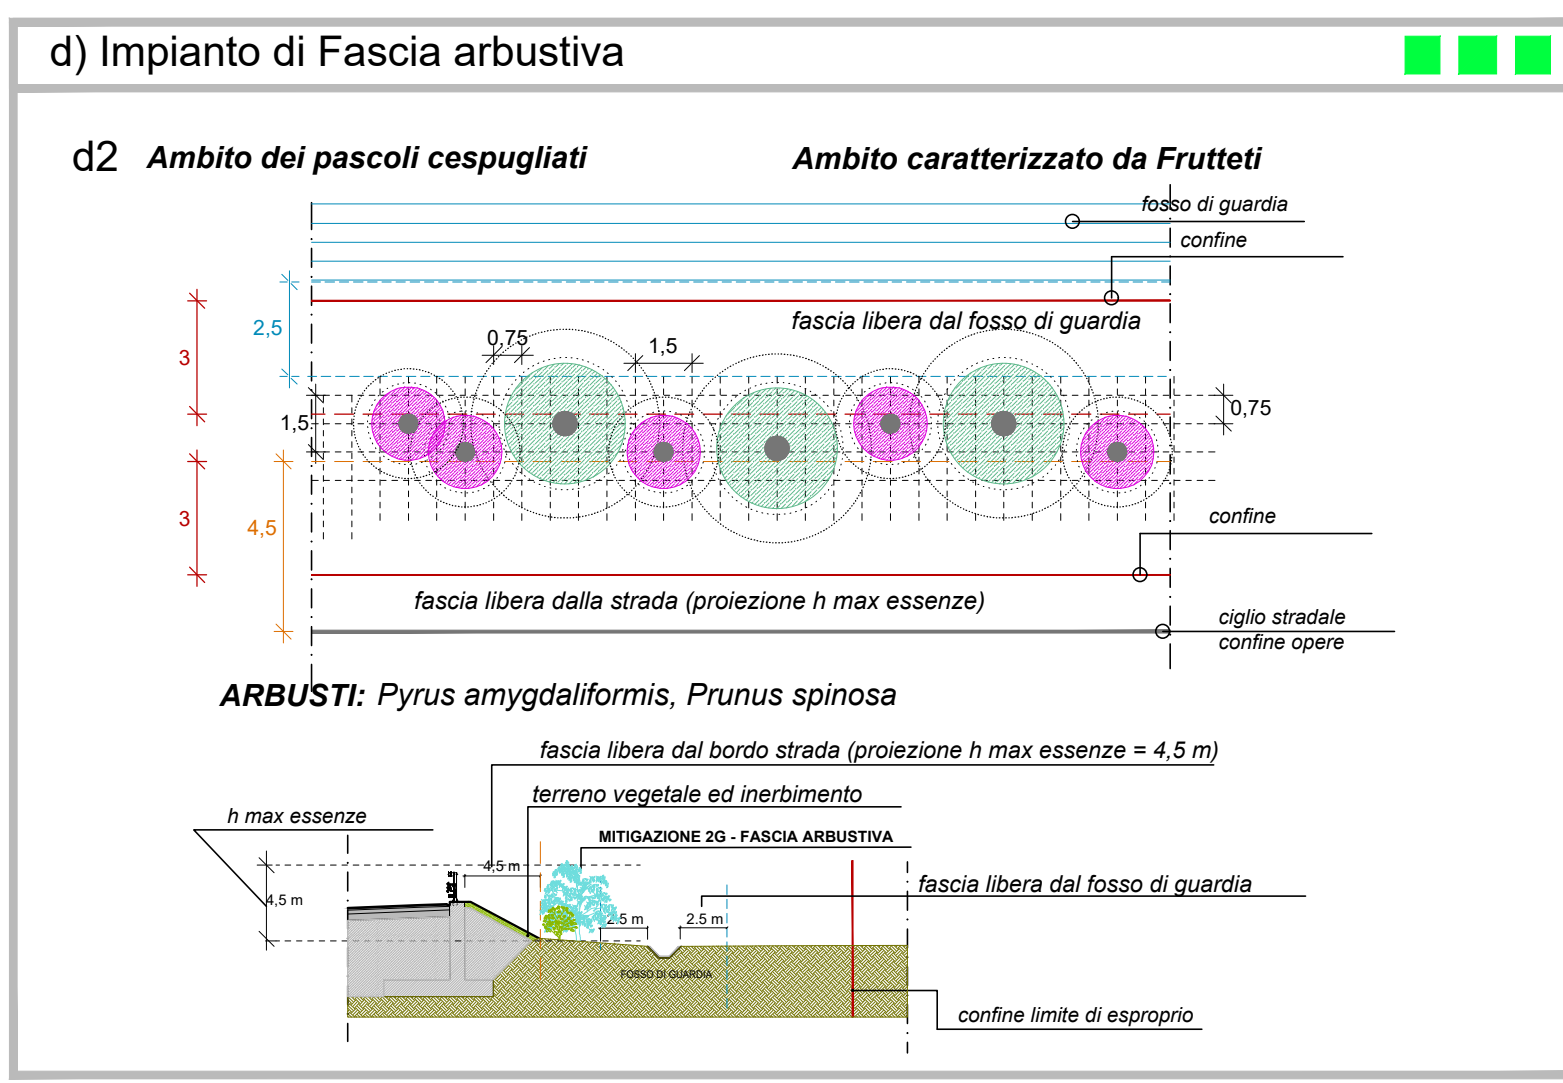 d) Impianto di Fascia arbustiva
d2 Ambito dei pascoli cespugliati Ambito caratterizzato da Frutteti
fosso di guardia
confine
fascia libera dal fosso di guardia
2,5
3
0,75
1,5
0,75
1,5
3
4,5
confine
fascia libera dalla strada (proiezione h max essenze)
ciglio stradale
confine opere
ARBUSTI: Pyrus amygdaliformis, Prunus spinosa
fascia libera dal bordo strada (proiezione h max essenze = 4,5 m)
terreno vegetale ed inerbimento
h max essenze
MITIGAZIONE 2G - FASCIA ARBUSTIVA
4,5 m
fascia libera dal fosso di guardia
4,5 m
2.5 m
2.5 m
FOSSO DI GUARDIA
confine limite di esproprio